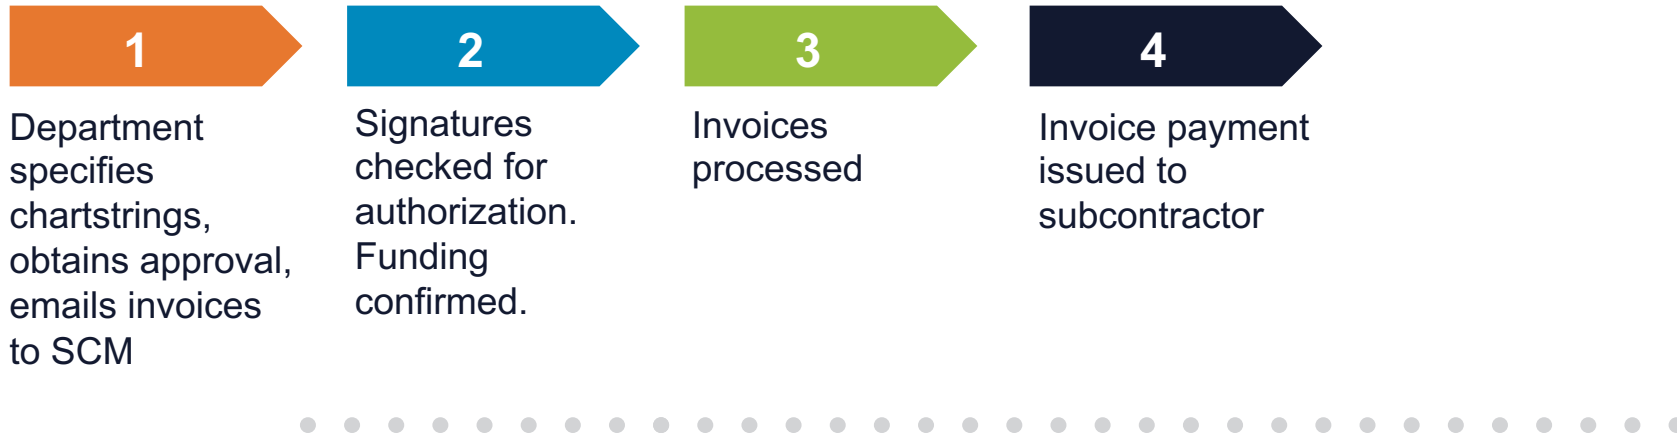 1
Department
specifies
chartstrings,
obtains approval,
emails invoices
to SCM
2
Signatures
checked for
authorization.
Funding
confirmed.
3
Invoices
processed
4
Invoice payment
issued to
subcontractor